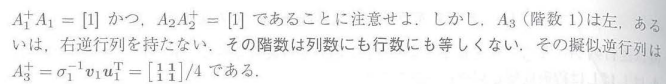 A₁⁺A₁ = [1] かつ, A₂A₂⁺ = [1] であることに注意せよ. しかし, A₃ (階数 1) は左, ある
いは, 右逆行列を持たない. その階数は列数にも行数にも等しくない. その擬似逆行列は
A₃⁺ = σ₁⁻¹v₁u₁ᵀ = [1 1; 1 1]/4 である.